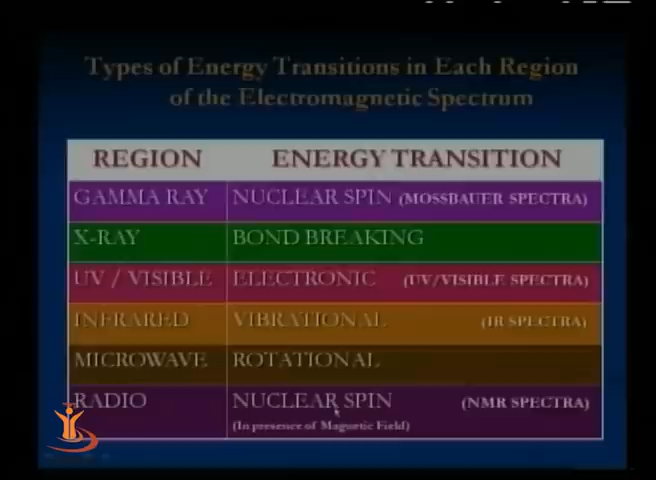 Types of Energy Transitions in Each Region
of the Electromagnetic Spectrum
REGION ENERGY TRANSITION
GAMMA RAY NUCLEAR SPIN (MOSSBAUER SPECTRA)
X-RAY BOND BREAKING
UV / VISIBLE ELECTRONIC (UV/VISIBLE SPECTRA)
INFRARED VIBRATIONAL (IR SPECTRA)
MICROWAVE ROTATIONAL
RADIO NUCLEAR SPIN (NMR SPECTRA)
(In presence of Magnetic Field)